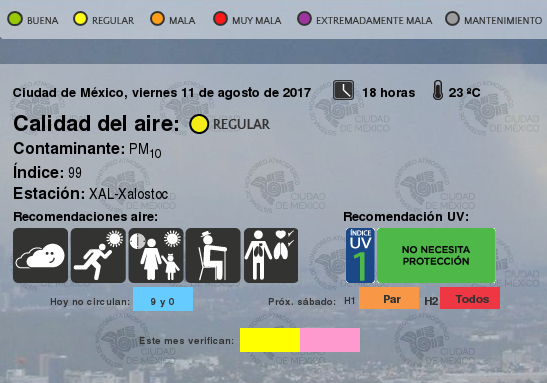 BUENA REGULAR MALA MUY MALA EXTREMADAMENTE MALA MANTENIMIENTO
Ciudad de México, viernes 11 de agosto de 2017 18 horas 23 ºC
Calidad del aire: REGULAR
Contaminante: PM10
Índice: 99
Estación: XAL-Xalostoc
Recomendaciones aire: Recomendación UV:
ÍNDICE
UV
1
NO NECESITA
PROTECCIÓN
Hoy no circulan: 9 y 0 Próx. sábado: H1 Par H2 Todos
Este mes verifican:
CIUDAD
DE MÉXICO